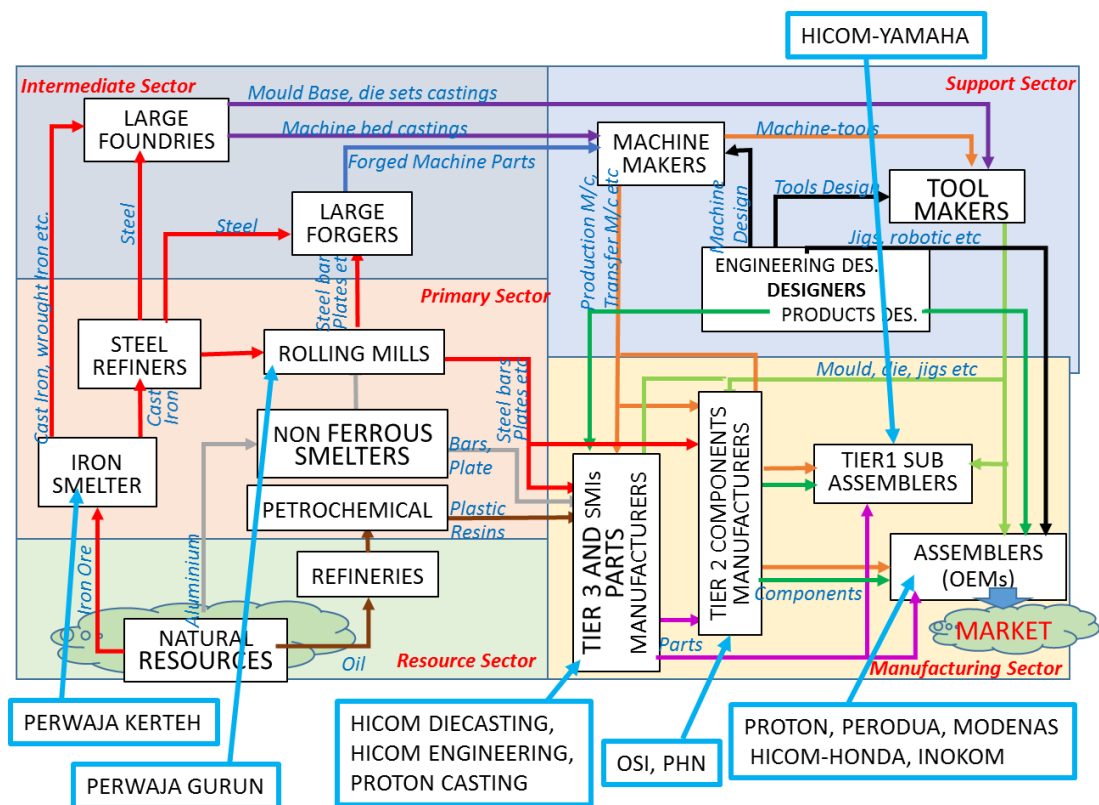 HICOM-YAMAHA
Intermediate Sector
Support Sector
Mould Base, die sets castings
LARGE
FOUNDRIES
Machine bed castings
Machine-tools
MACHINE
MAKERS
Forged Machine Parts
Cast Iron, wrought Iron etc.
Steel
Steel
LARGE
FORGERS
Production M/c,
Transfer M/c etc
Machine
Design
Tools Design
TOOL
MAKERS
Jigs, robotic etc
ENGINEERING DES.
DESIGNERS
PRODUCTS DES.
Steel bar
Plates et
Primary Sector
STEEL
REFINERS
ROLLING MILLS
Cast
Iron
Steel bars
Plates etc
Mould, die, jigs etc
NON FERROUS
SMELTERS
Bars,
Plate
IRON
SMELTER
PETROCHEMICAL
Plastic
Resins
TIER 3 AND SMIs
PARTS
MANUFACTURERS
TIER 2 COMPONENTS
MANUFACTURERS
TIER1 SUB
ASSEMBLERS
Iron Ore
Aluminium
REFINERIES
ASSEMBLERS
(OEMs)
Components
NATURAL
RESOURCES
Oil
Resource Sector
Parts
MARKET
Manufacturing Sector
PERWAJA KERTEH
PERWAJA GURUN
HICOM DIECASTING,
HICOM ENGINEERING,
PROTON CASTING
OSI, PHN
PROTON, PERODUA, MODENAS
HICOM-HONDA, INOKOM